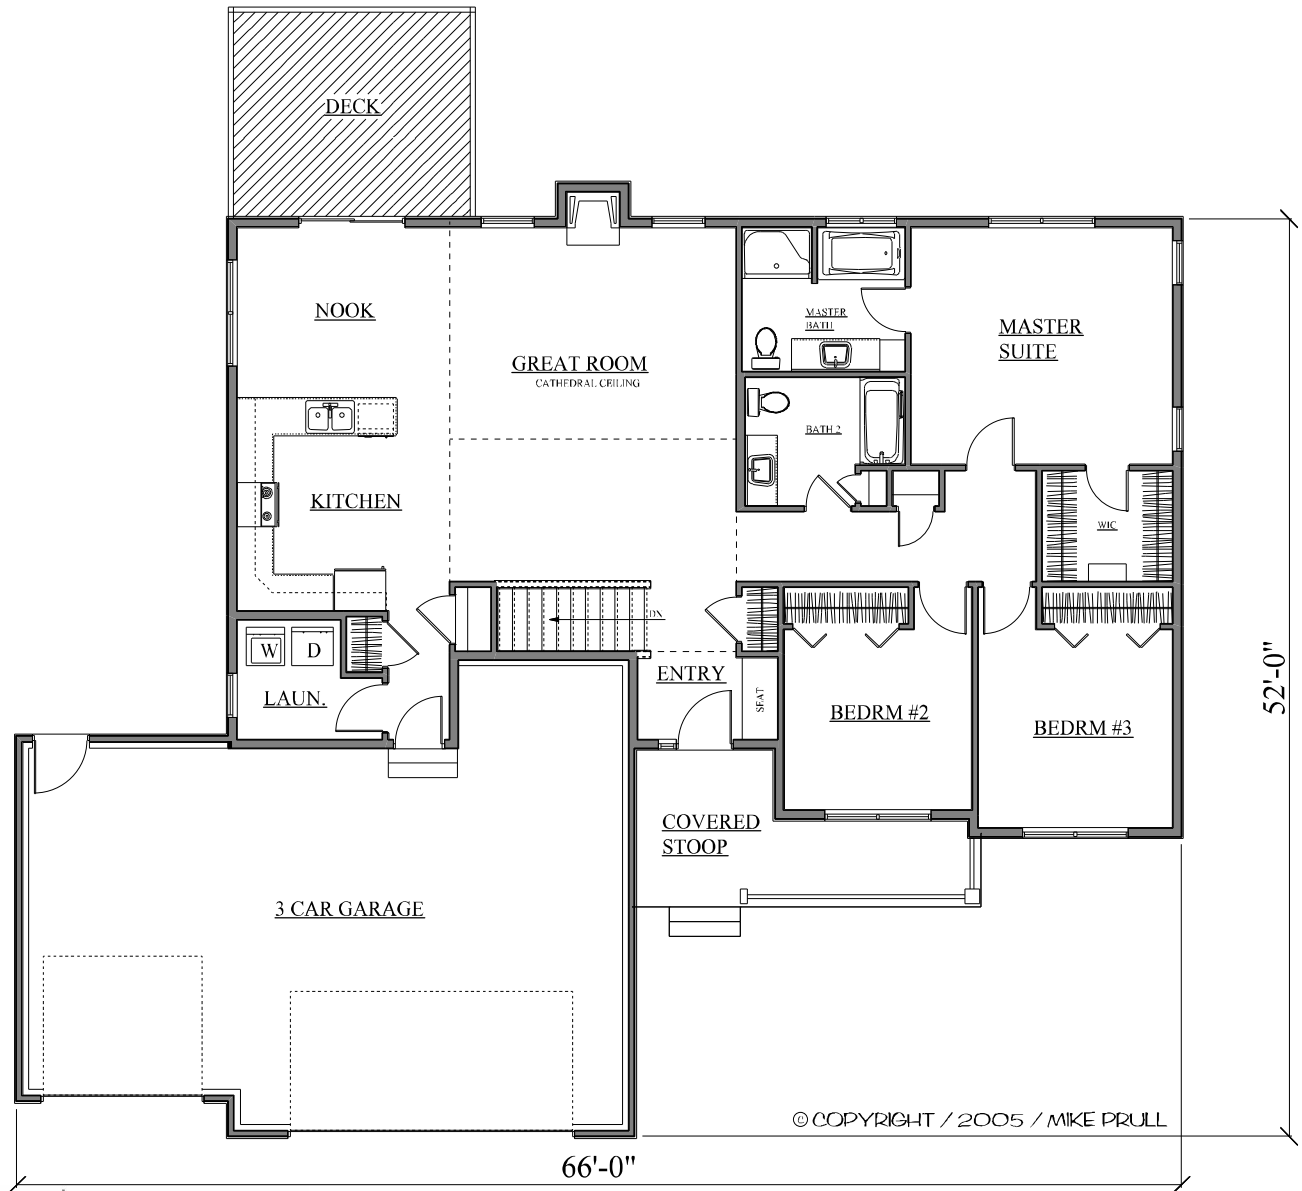 DECK
NOOK
GREAT ROOM
CATHEDRAL CEILING
MASTER
BATH
MASTER
SUITE
BATH 2
KITCHEN
WIC
DN
W
D
LAUN.
ENTRY
SEAT
BEDRM #2
BEDRM #3
52'-0"
COVERED
STOOP
3 CAR GARAGE
© COPYRIGHT / 2005 / MIKE PRULL
66'-0"